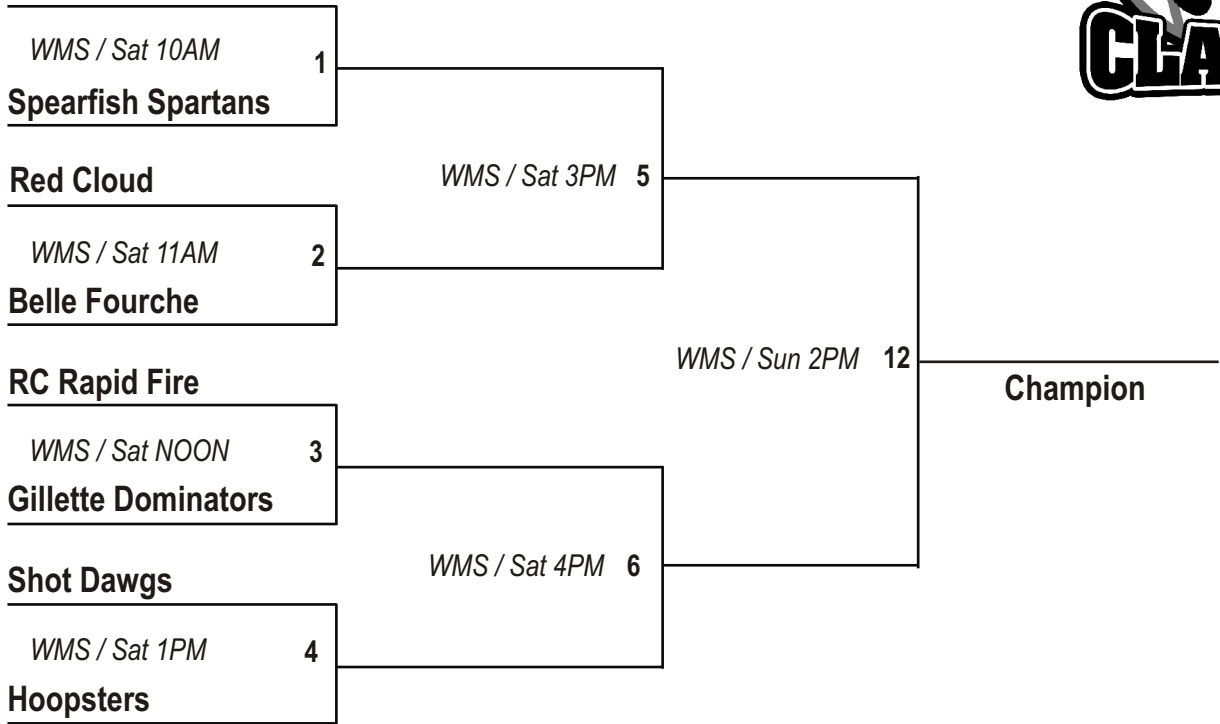 WMS / Sat 10AM 1
Spearfish Spartans
Red Cloud
WMS / Sat 3PM 5
WMS / Sat 11AM 2
Belle Fourche
WMS / Sun 2PM 12
Champion
RC Rapid Fire
WMS / Sat NOON 3
Gillette Dominators
WMS / Sat 4PM 6
Shot Dawgs
WMS / Sat 1PM 4
Hoopsters